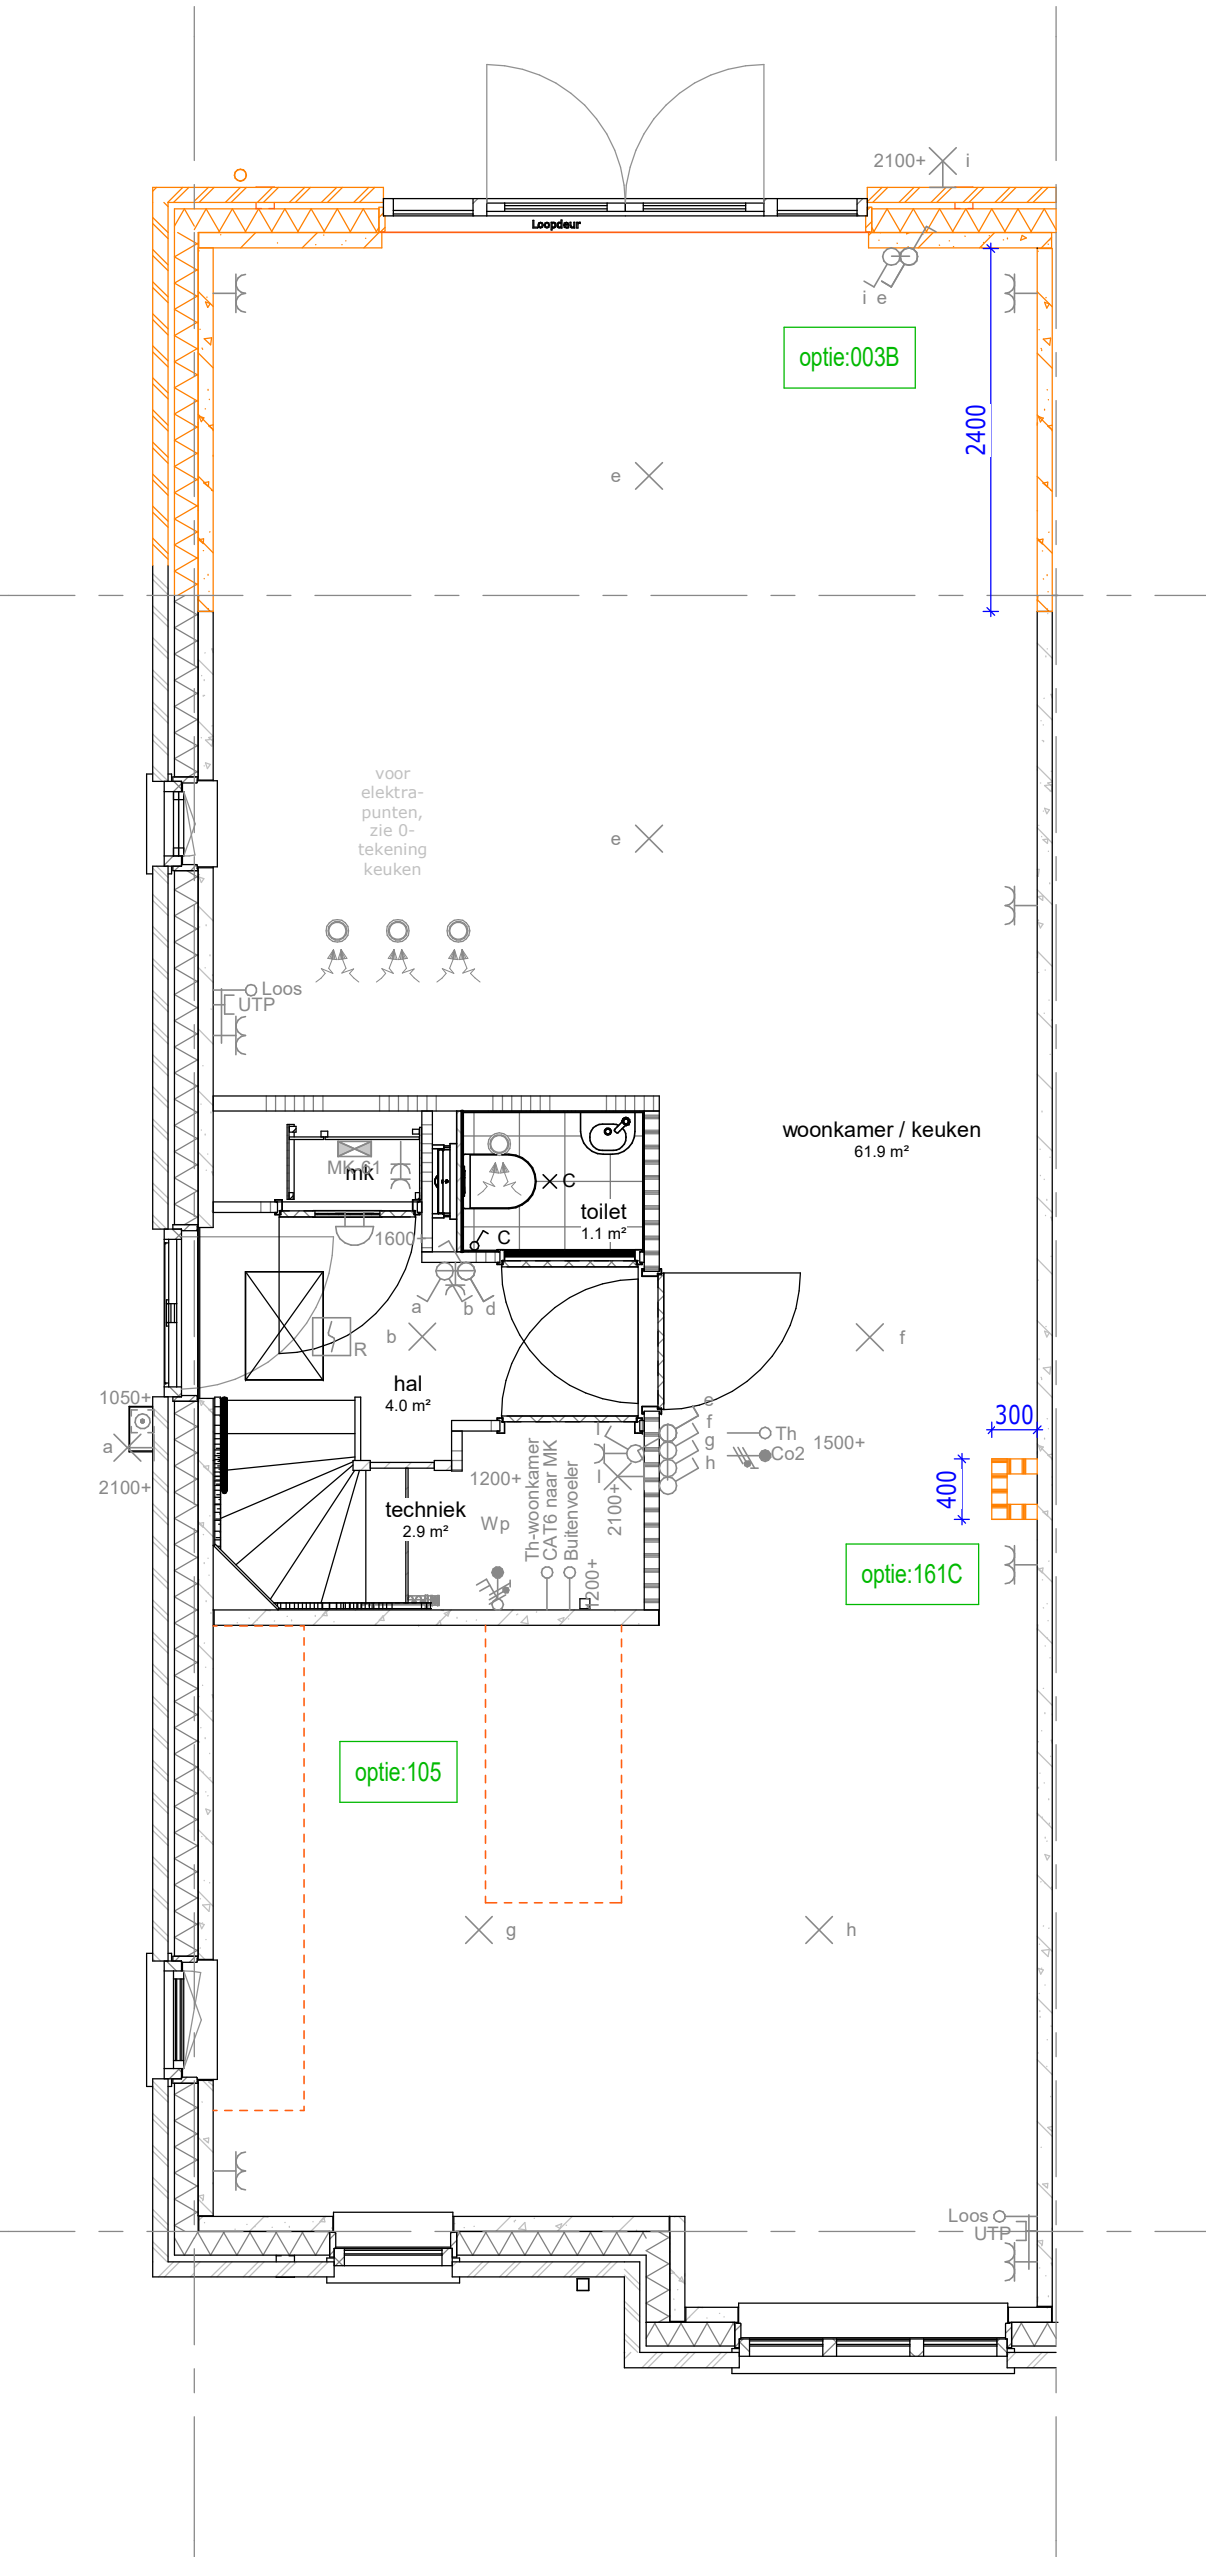 2100+ i
Loopdeur
i e
optie:003B
2400
e
voor
elektra-
punten,
zie 0-
tekening
keuken
e
Loos
UTP
woonkamer / keuken
61.9 m²
MK 61
mk
C
toilet
1.1 m²
C
1600+
a b d
b
R
f
hal
4.0 m²
1050+
a
2100+
e
f
g
h
Th
Co2
1500+
300
400
1200+
techniek
2.9 m²
Wp
Th-woonkamer
CAT6 naar MK
Buitenvoeler
2100+
1200+
l
l
optie:161C
optie:105
g
h
Loos
UTP